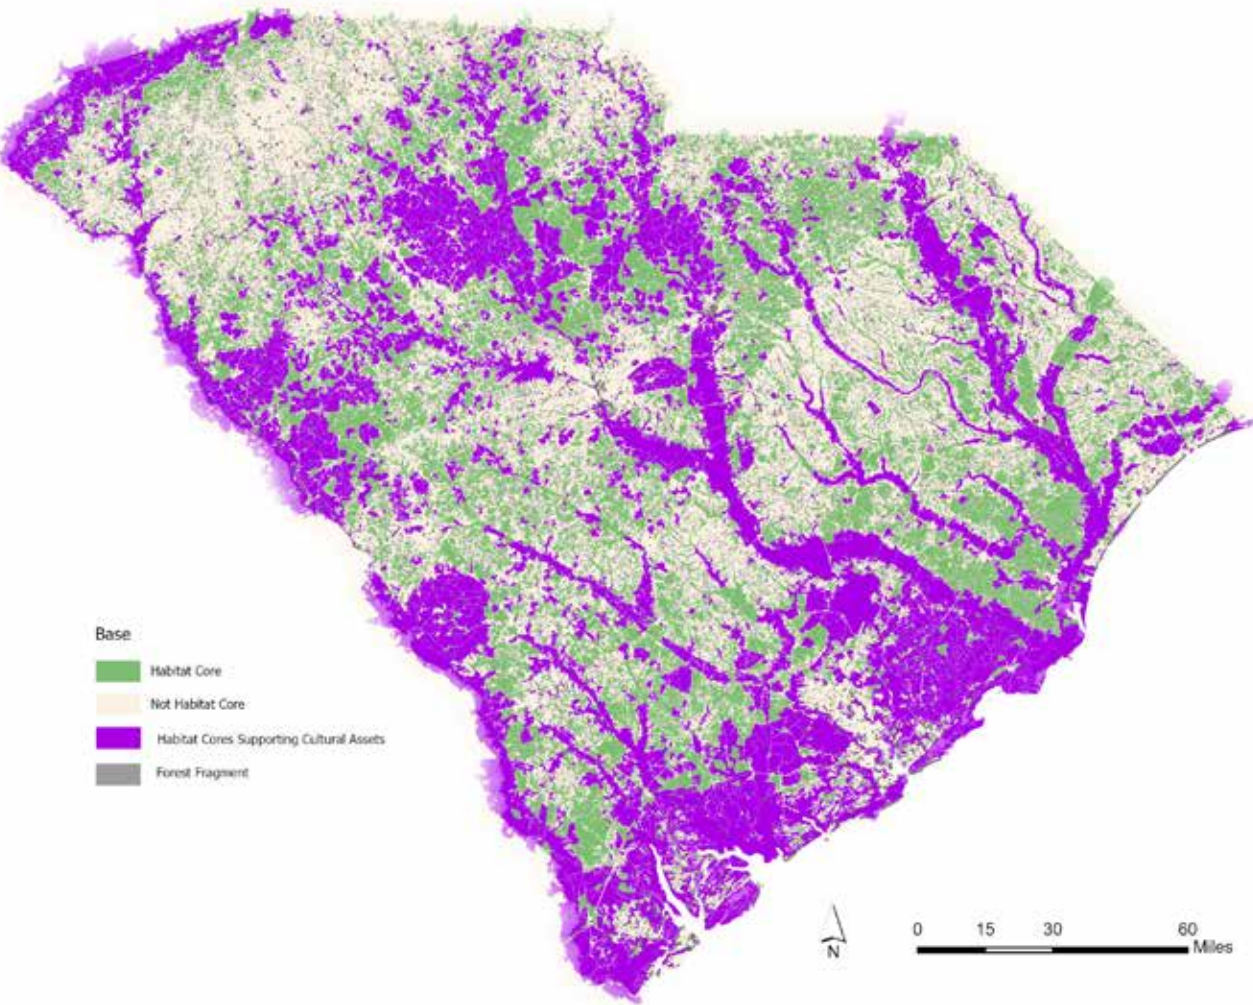 Base
Habitat Core
Not Habitat Core
Habitat Cores Supporting Cultural Assets
Forest Fragment
N
0 15 30 60
Miles